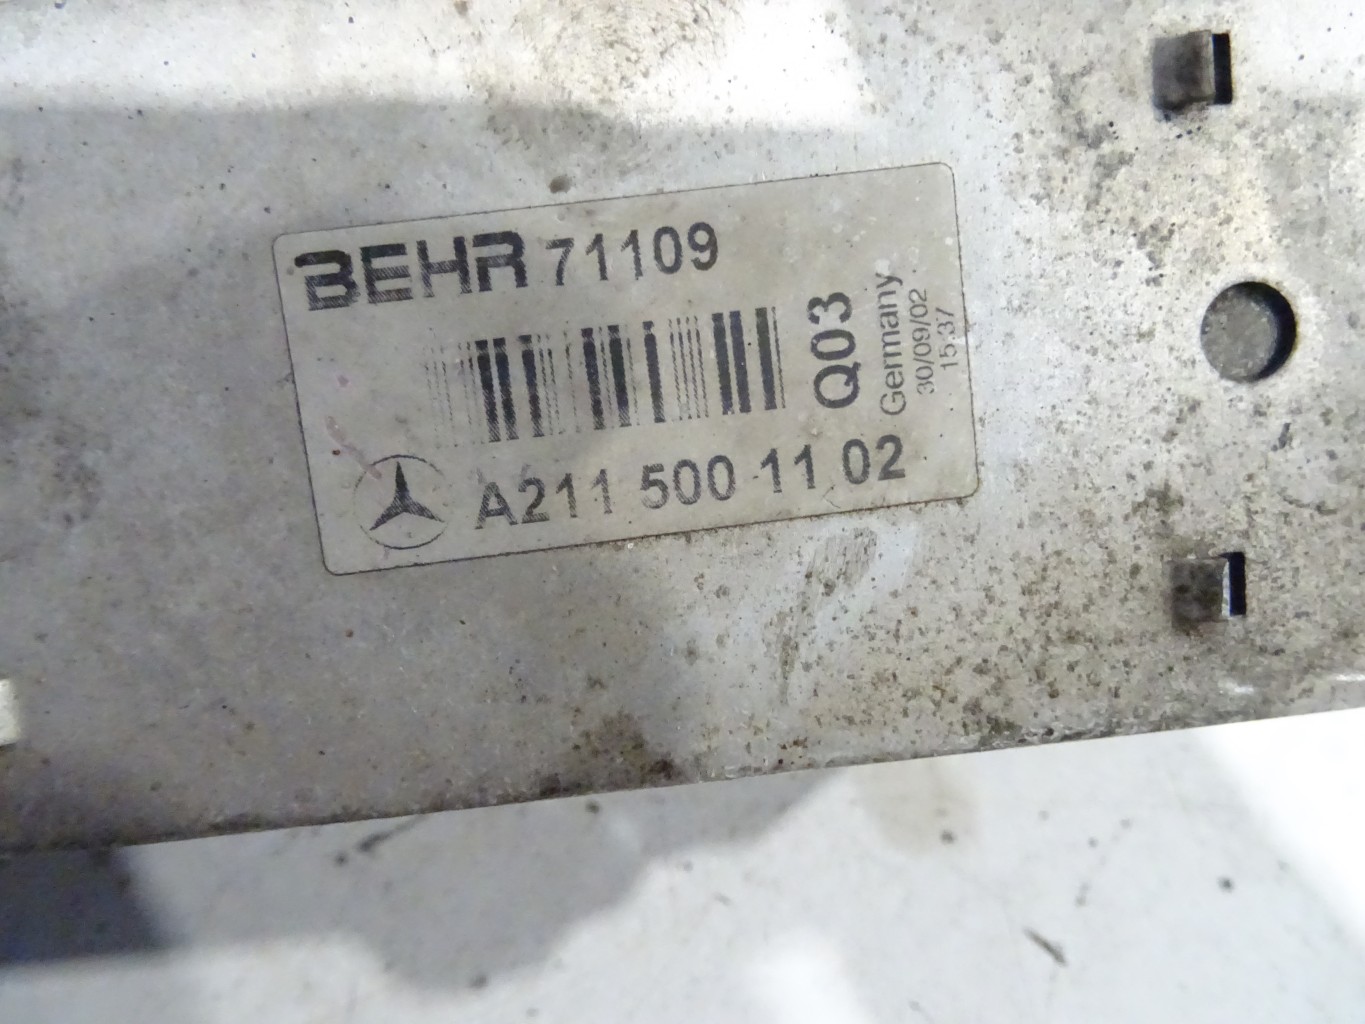 BEHR 71109
Q03
Germany
30/09/02
15:37
A211 500 11 02